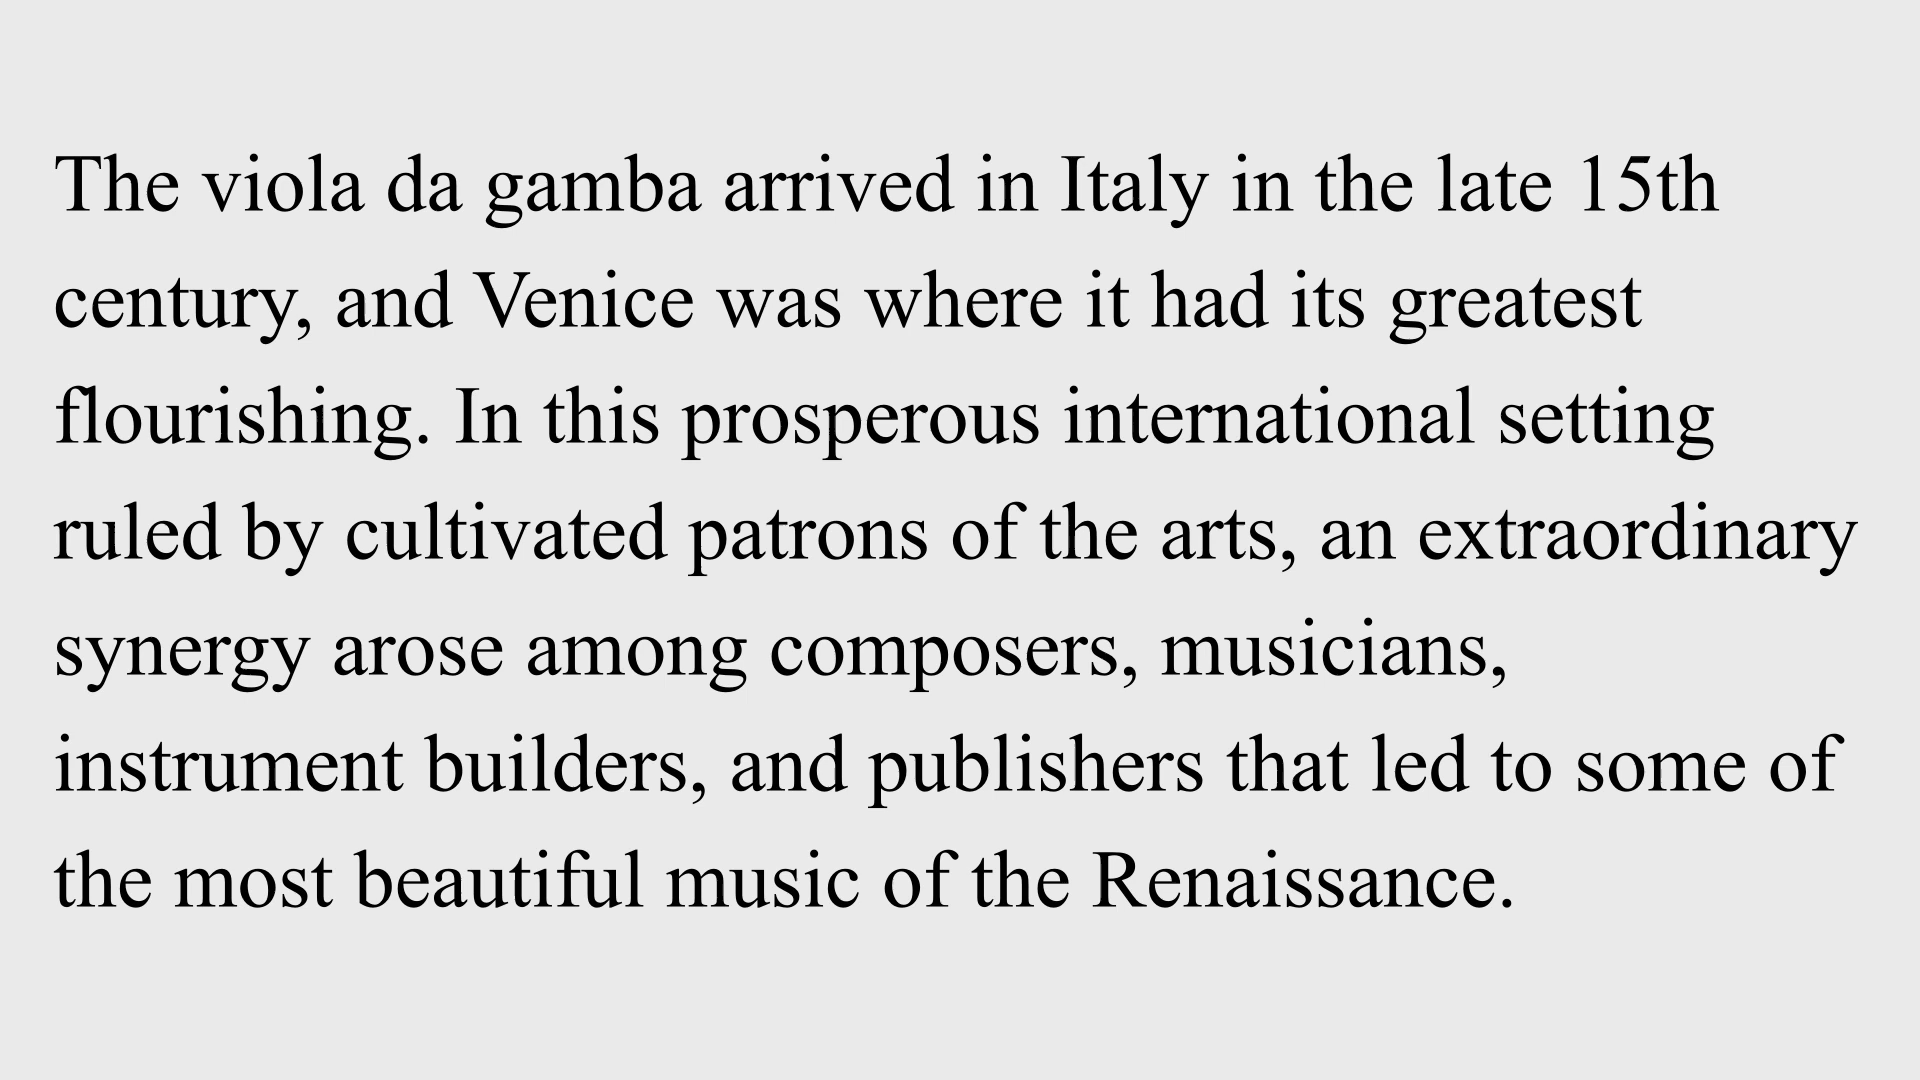 The viola da gamba arrived in Italy in the late 15th
century, and Venice was where it had its greatest
flourishing. In this prosperous international setting
ruled by cultivated patrons of the arts, an extraordinary
synergy arose among composers, musicians,
instrument builders, and publishers that led to some of
the most beautiful music of the Renaissance.